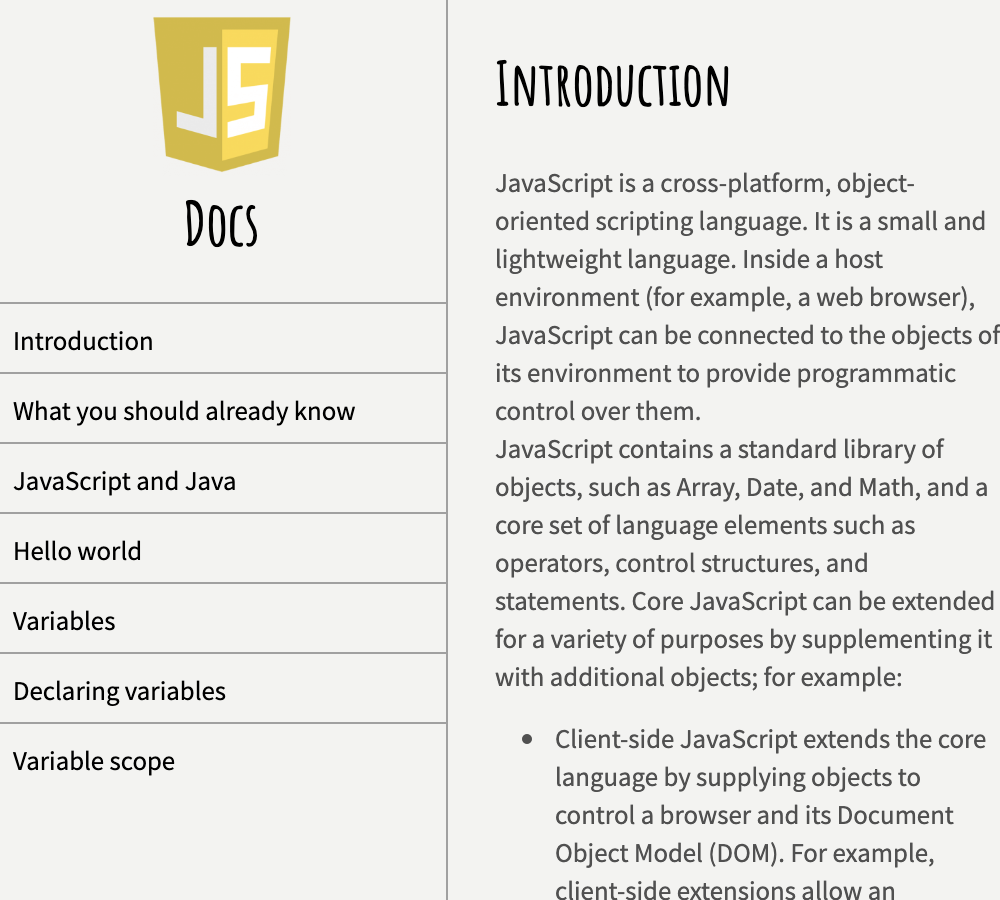 JS
Docs
Introduction
What you should already know
JavaScript and Java
Hello world
Variables
Declaring variables
Variable scope
Introduction
JavaScript is a cross-platform, object-
oriented scripting language. It is a small and
lightweight language. Inside a host
environment (for example, a web browser),
JavaScript can be connected to the objects of
its environment to provide programmatic
control over them.
JavaScript contains a standard library of
objects, such as Array, Date, and Math, and a
core set of language elements such as
operators, control structures, and
statements. Core JavaScript can be extended
for a variety of purposes by supplementing it
with additional objects; for example:
• Client-side JavaScript extends the core
language by supplying objects to
control a browser and its Document
Object Model (DOM). For example,
client-side extensions allow an